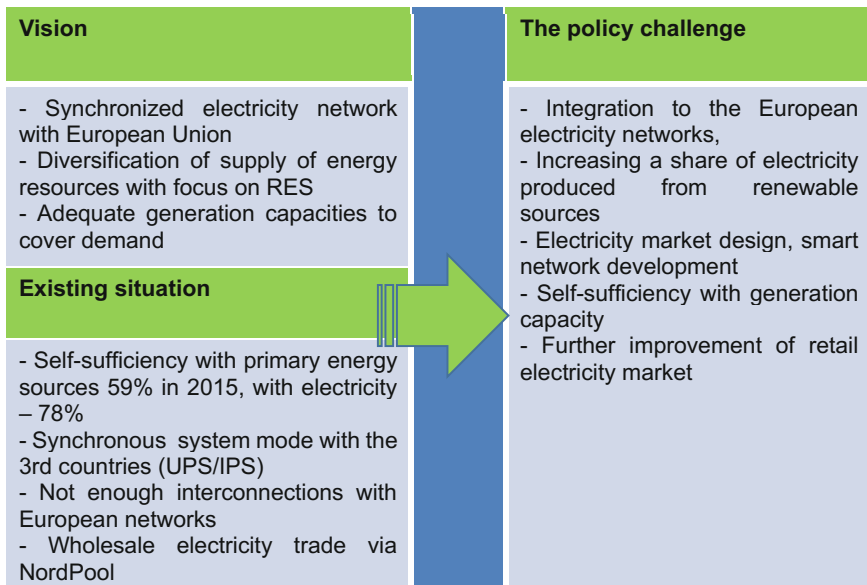 Vision
- Synchronized electricity network
with European Union
- Diversification of supply of energy
resources with focus on RES
- Adequate generation capacities to
cover demand
Existing situation
- Self-sufficiency with primary energy
sources 59% in 2015, with electricity
– 78%
- Synchronous system mode with the
3rd countries (UPS/IPS)
- Not enough interconnections with
European networks
- Wholesale electricity trade via
NordPool
The policy challenge
- Integration to the European
electricity networks,
- Increasing a share of electricity
produced from renewable
sources
- Electricity market design, smart
network development
- Self-sufficiency with generation
capacity
- Further improvement of retail
electricity market